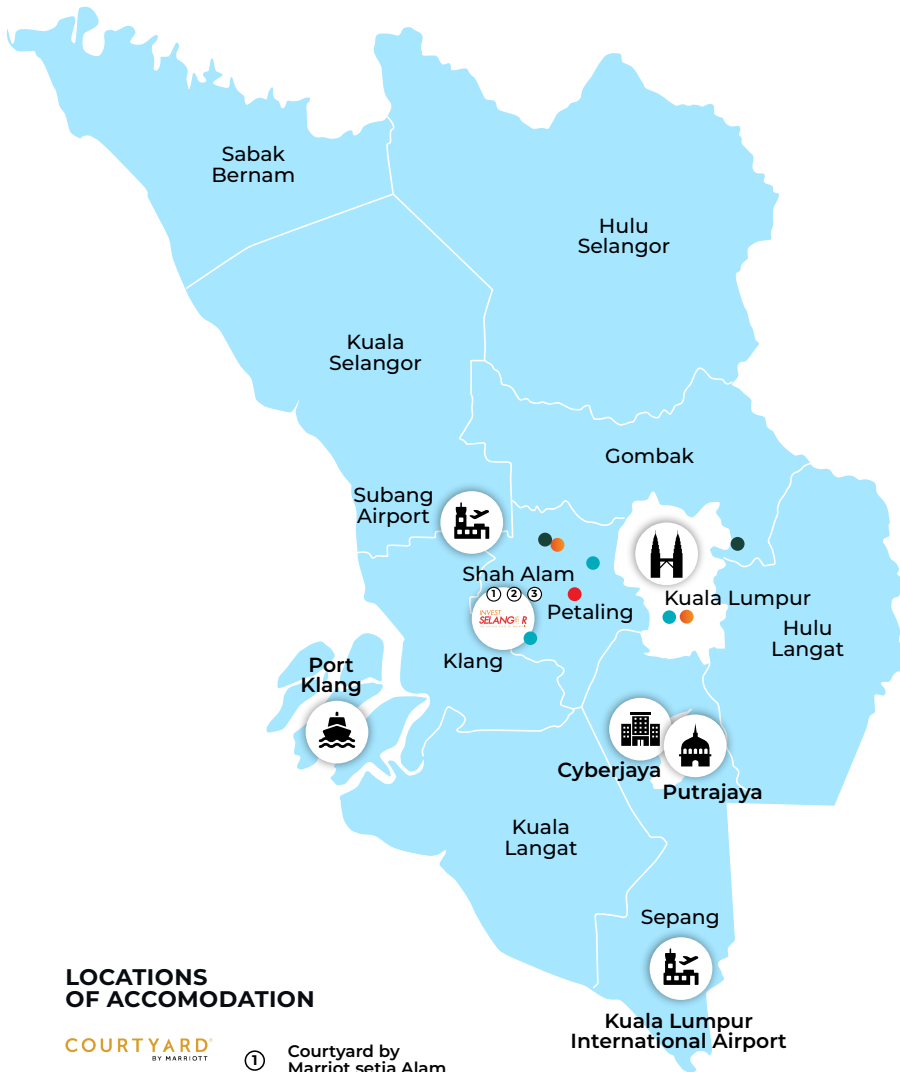 Sabak
Bernam
Hulu
Selangor
Kuala
Selangor
Gombak
Subang
Airport
Shah Alam
1 2 3
Petaling
Kuala Lumpur
INVEST
SELANGOR
Hulu
Langat
Klang
Port
Klang
Cyberjaya
Putrajaya
Kuala
Langat
Sepang
Kuala Lumpur
International Airport
LOCATIONS
OF ACCOMODATION
COURTYARD
BY MARRIOTT
1 Courtyard by
Marriot setia Alam